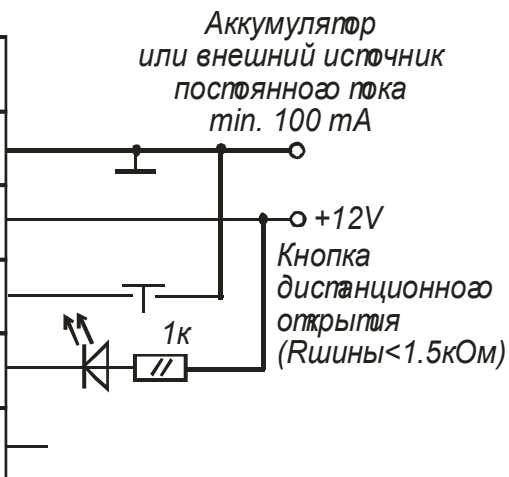 Аккумулятор
или внешний источник
постоянного тока
min. 100 mA
+12V
Кнопка
дистанционного
открытия
(Rшины<1.5кОм)
1к